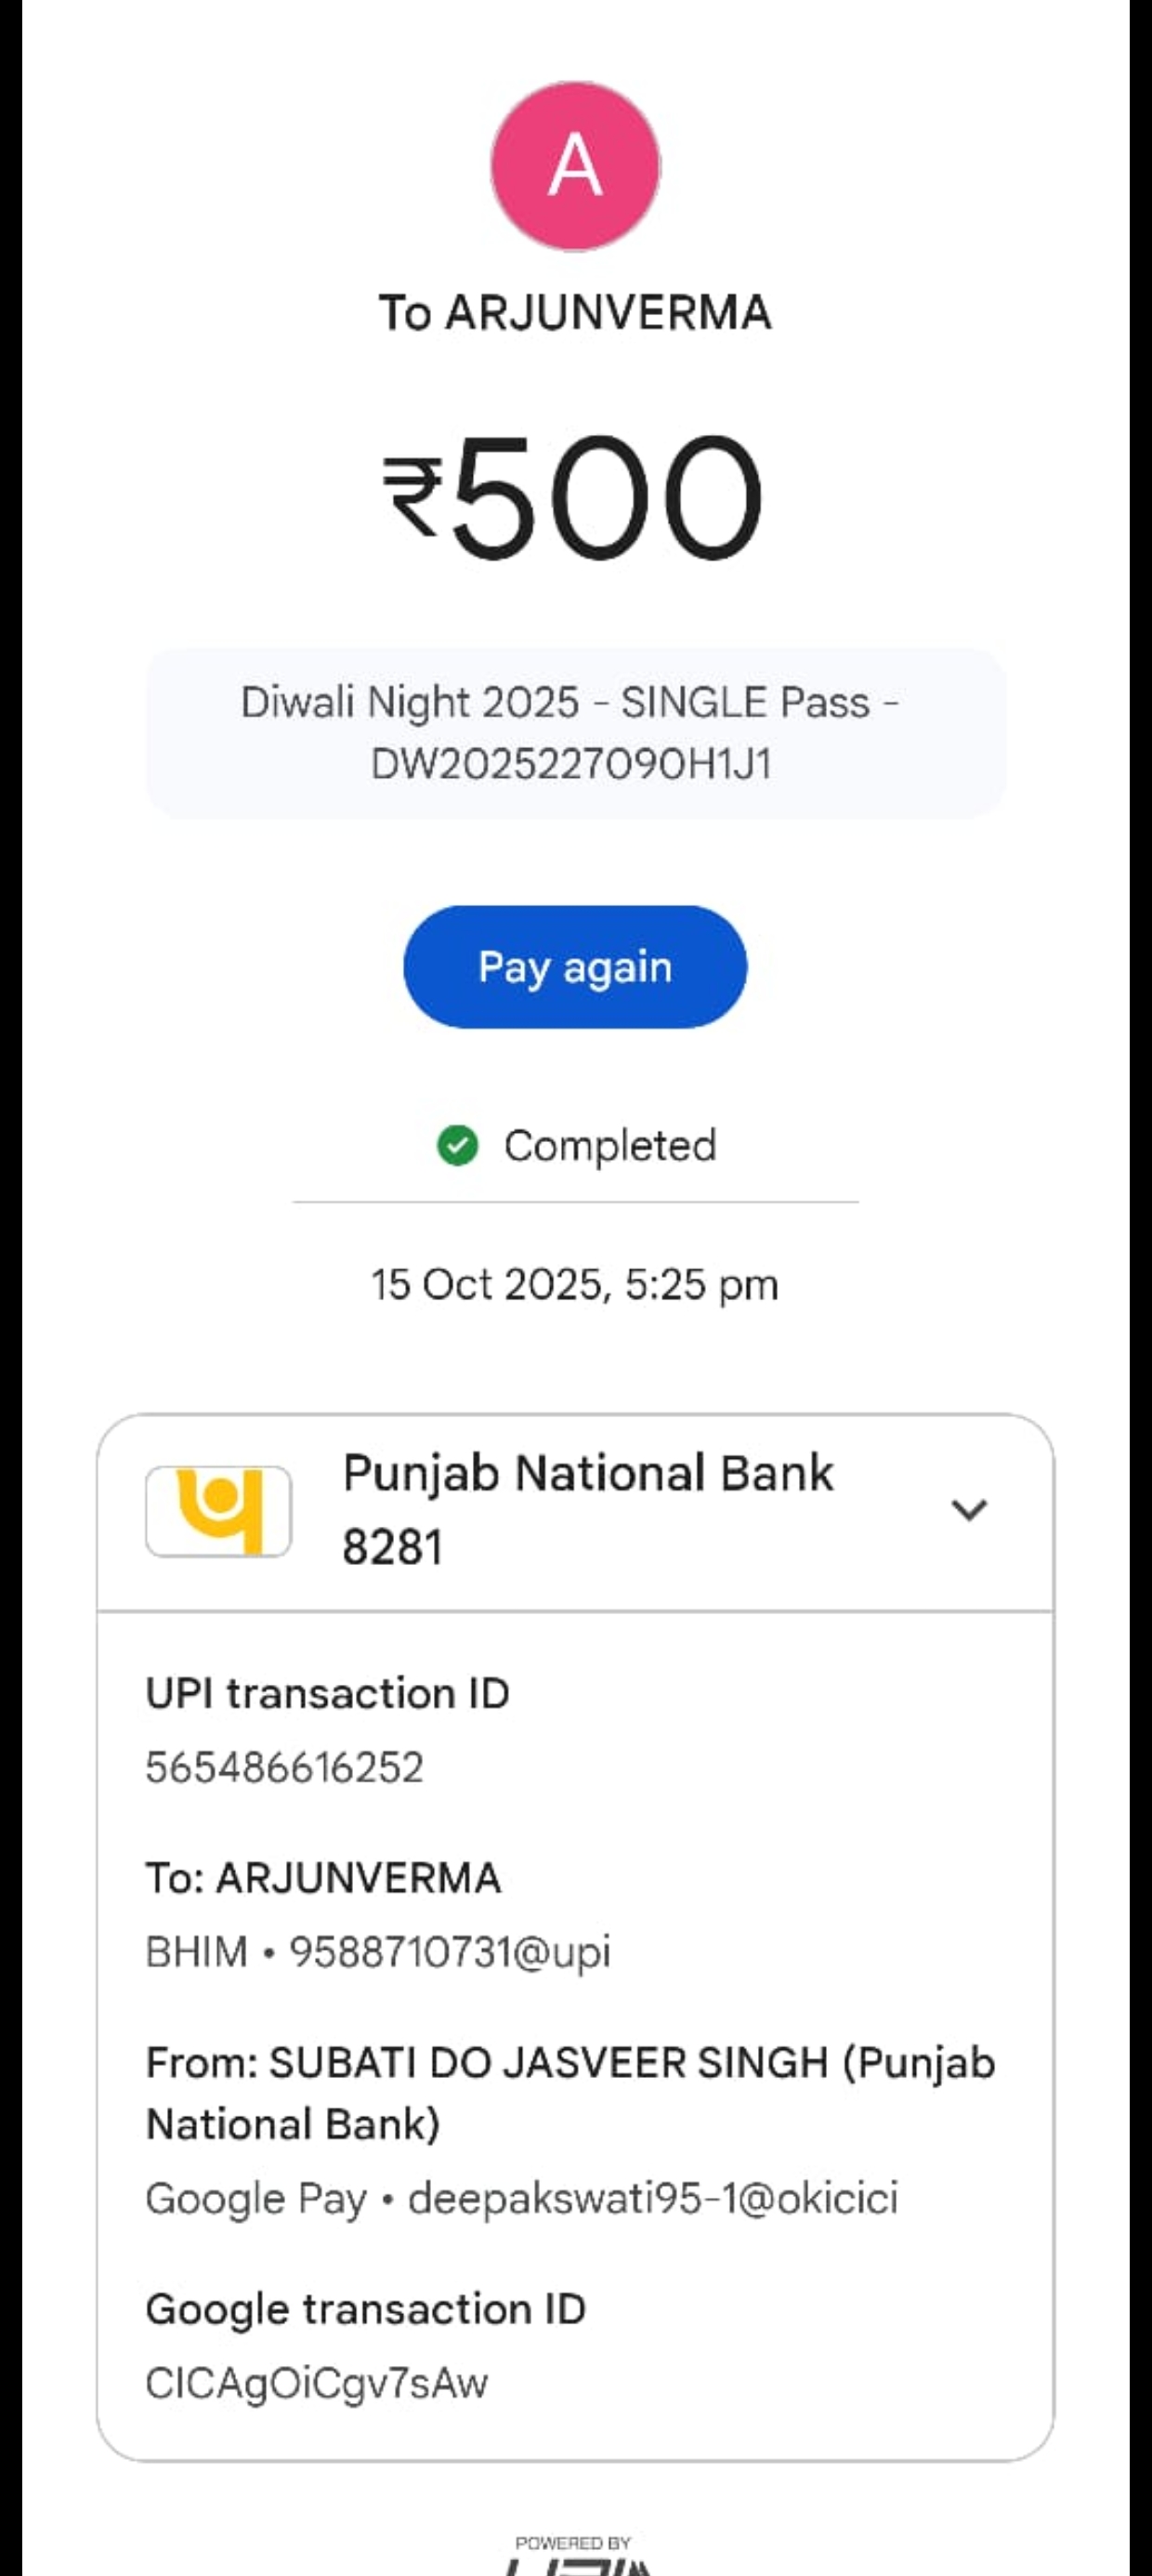 A
To ARJUNVERMA
₹500
Diwali Night 2025 - SINGLE Pass -
DW2025227090H1J1
Pay again
Completed
15 Oct 2025, 5:25 pm
Punjab National Bank
8281
UPI transaction ID
565486616252
To: ARJUNVERMA
BHIM • 9588710731@upi
From: SUBATI DO JASVEER SINGH (Punjab
National Bank)
Google Pay • deepakswati95-1@okicici
Google transaction ID
CICAgOiCgv7sAw
POWERED BY